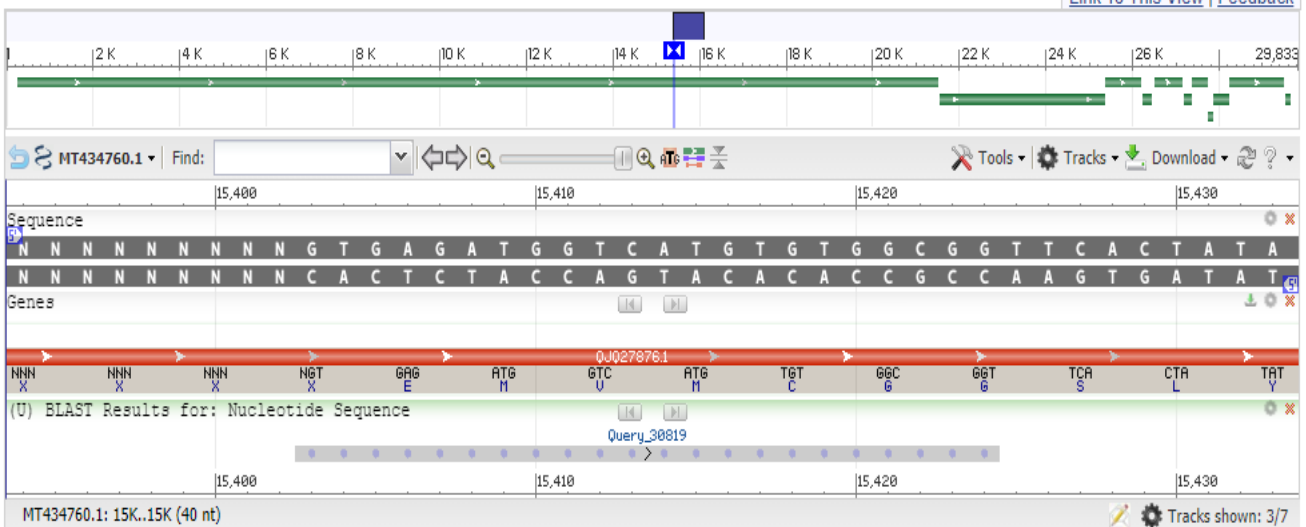 Link To This View | Feedback
1 |2 K |4 K |6 K |8 K |10 K |12 K |14 K |16 K |18 K |20 K |22 K |24 K |26 K 29,833
MT434760.1 Find: ATG Tools Tracks Download ?
|15,400 |15,410 |15,420 |15,430
Sequence
5'
N N N N N N N N N G T G A G A T G G T C A T G T G T G G C G G T T C A C T A T A
N N N N N N N N N C A C T C T A C C A G T A C A C A C C G C C A A G T G A T A T
5'
Genes
QJQ27876.1
NNN NNN NNN NGT GAG ATG GTC ATG TGT GGC GGT TCA CTA TAT
X X X X E M V M C G G S L Y
(U) BLAST Results for: Nucleotide Sequence
Query_30819
|15,400 |15,410 |15,420 |15,430
MT434760.1: 15K..15K (40 nt) Tracks shown: 3/7